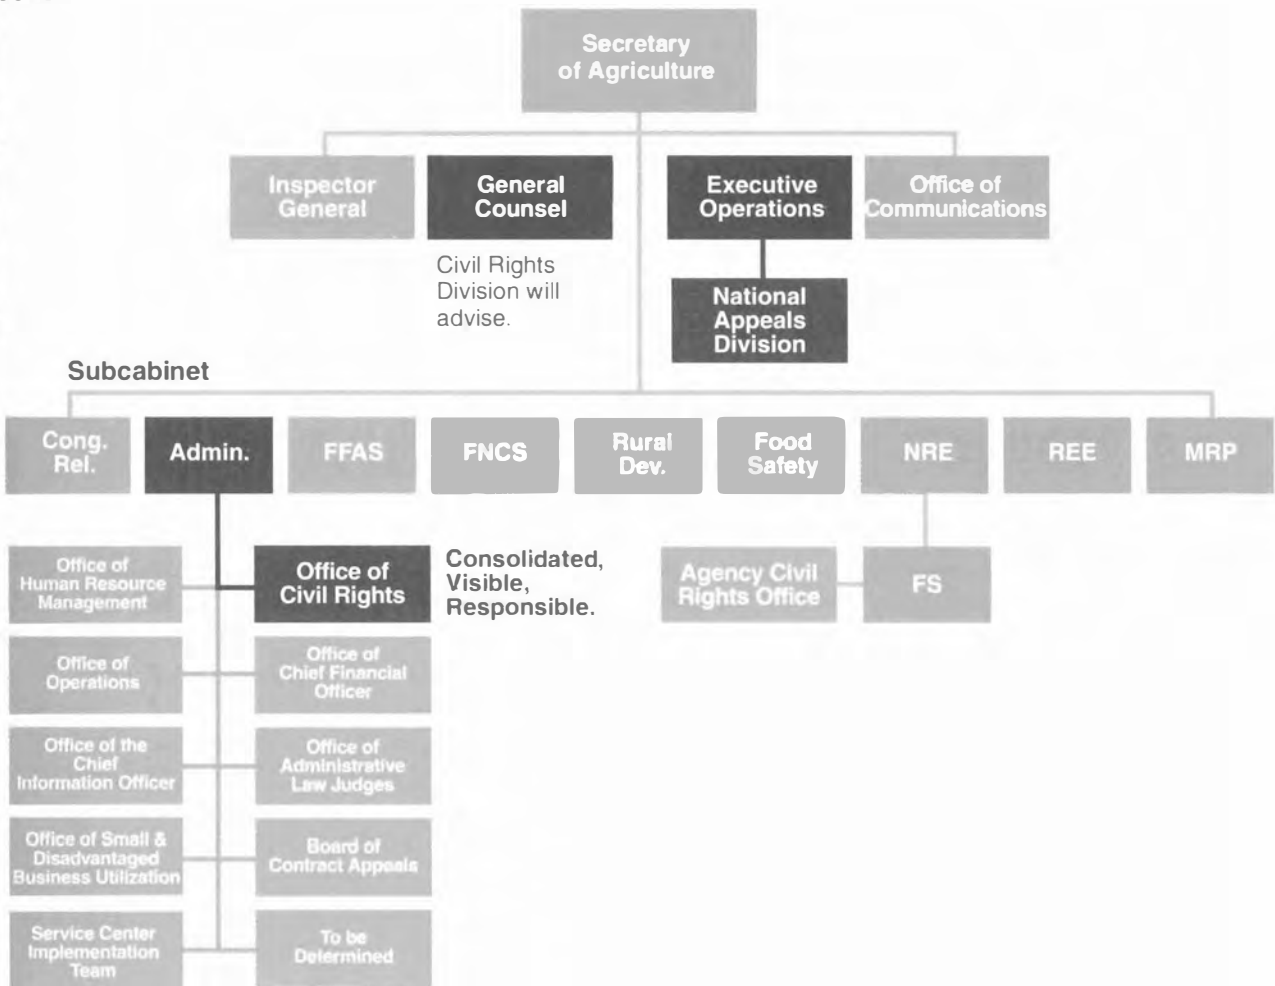 Secretary
of Agriculture
Inspector
General
General
Counsel
Executive
Operations
Office of
Communications
Civil Rights
Division will
advise.
National
Appeals
Division
Subcabinet
Cong.
Rel.
Admin.
FFAS
FNCS
Rural
Dev.
Food
Safety
NRE
REE
MRP
Office of
Human Resource
Management
Office of
Civil Rights
Consolidated,
Visible,
Responsible.
Agency Civil
Rights Office
FS
Office of
Operations
Office of
Chief Financial
Officer
Office of the
Chief
Information Officer
Office of
Administrative
Law Judges
Office of Small &
Disadvantaged
Business Utilization
Board of
Contract Appeals
Service Center
Implementation
Team
To be
Determined